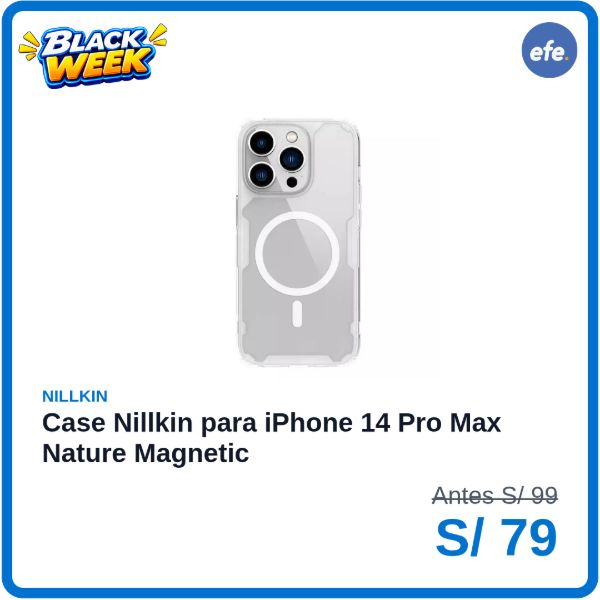 BLACK
WEEK
efe.
NILLKIN
Case Nillkin para iPhone 14 Pro Max
Nature Magnetic
Antes S/ 99
S/ 79